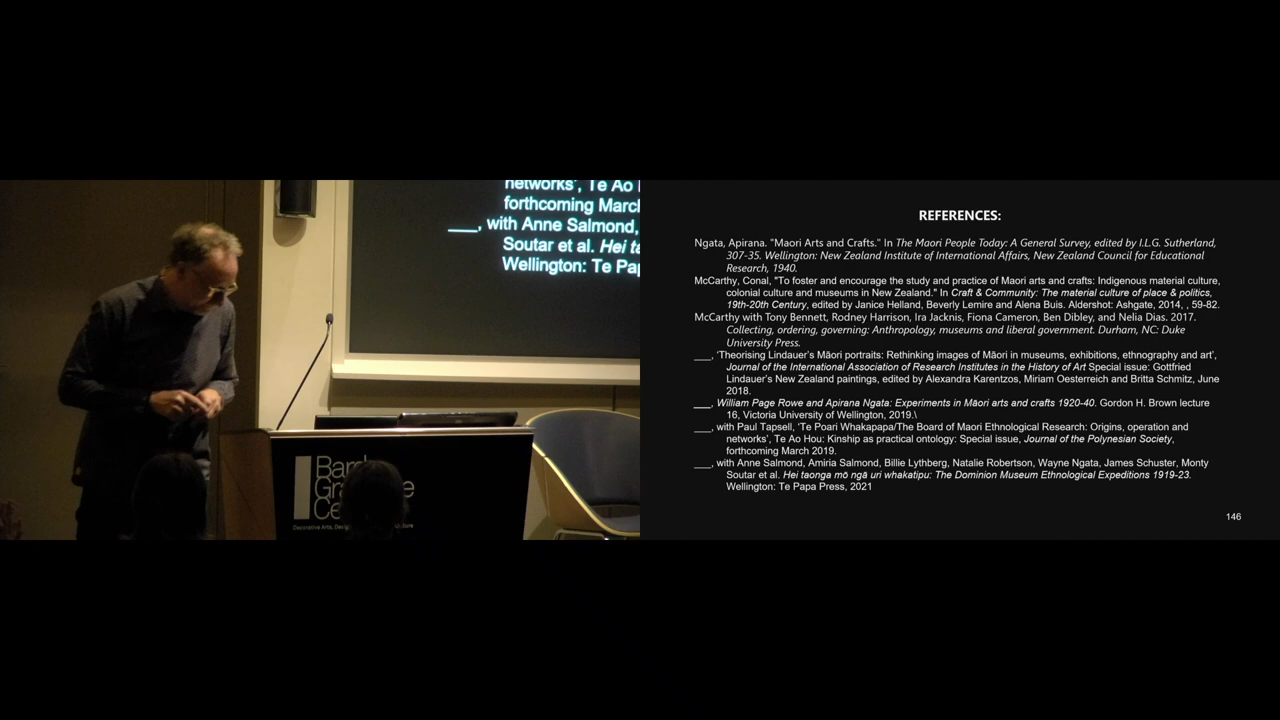 networks', Te Ao
forthcoming March
___, with Anne Salmond,
Soutar et al. Hei ta
Wellington: Te Pap
Bard
Gra
Ce
Decorative Arts, Desig
REFERENCES:
Ngata, Apirana. "Maori Arts and Crafts." In The Maori People Today: A General Survey, edited by I.L.G. Sutherland,
307-35. Wellington: New Zealand Institute of International Affairs, New Zealand Council for Educational
Research, 1940.
McCarthy, Conal, "To foster and encourage the study and practice of Maori arts and crafts: Indigenous material culture,
colonial culture and museums in New Zealand." In Craft & Community: The material culture of place & politics,
19th-20th Century, edited by Janice Helland, Beverly Lemire and Alena Buis. Aldershot: Ashgate, 2014, , 59-82.
McCarthy with Tony Bennett, Rodney Harrison, Ira Jacknis, Fiona Cameron, Ben Dibley, and Nelia Dias. 2017.
Collecting, ordering, governing: Anthropology, museums and liberal government. Durham, NC: Duke
University Press.
___, 'Theorising Lindauer's Māori portraits: Rethinking images of Māori in museums, exhibitions, ethnography and art',
Journal of the International Association of Research Institutes in the History of Art Special issue: Gottfried
Lindauer's New Zealand paintings, edited by Alexandra Karentzos, Miriam Oesterreich and Britta Schmitz, June
2018.
___, William Page Rowe and Apirana Ngata: Experiments in Māori arts and crafts 1920-40. Gordon H. Brown lecture
16, Victoria University of Wellington, 2019.\
___, with Paul Tapsell, 'Te Poari Whakapapa/The Board of Maori Ethnological Research: Origins, operation and
networks', Te Ao Hou: Kinship as practical ontology: Special issue, Journal of the Polynesian Society,
forthcoming March 2019.
___, with Anne Salmond, Amiria Salmond, Billie Lythberg, Natalie Robertson, Wayne Ngata, James Schuster, Monty
Soutar et al. Hei taonga mō ngā uri whakatipu: The Dominion Museum Ethnological Expeditions 1919-23.
Wellington: Te Papa Press, 2021
146